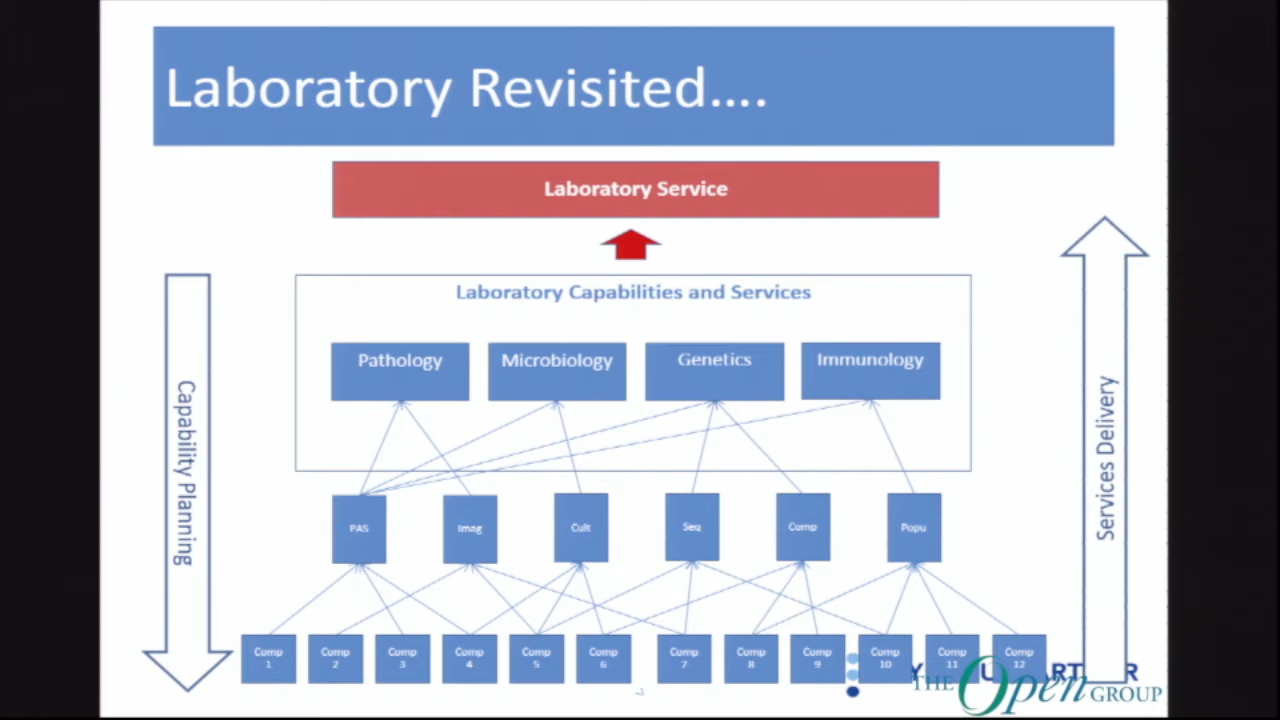 Laboratory Revisited....
Laboratory Service
Laboratory Capabilities and Services
Pathology
Microbiology
Genetics
Immunology
Capability Planning
Services Delivery
PAS
Imag
Cult
Seq
Comp
Popu
Comp
1
Comp
2
Comp
3
Comp
4
Comp
5
Comp
6
Comp
7
Comp
8
Comp
9
Comp
10
Comp
11
Comp
12
THE Open GROUP